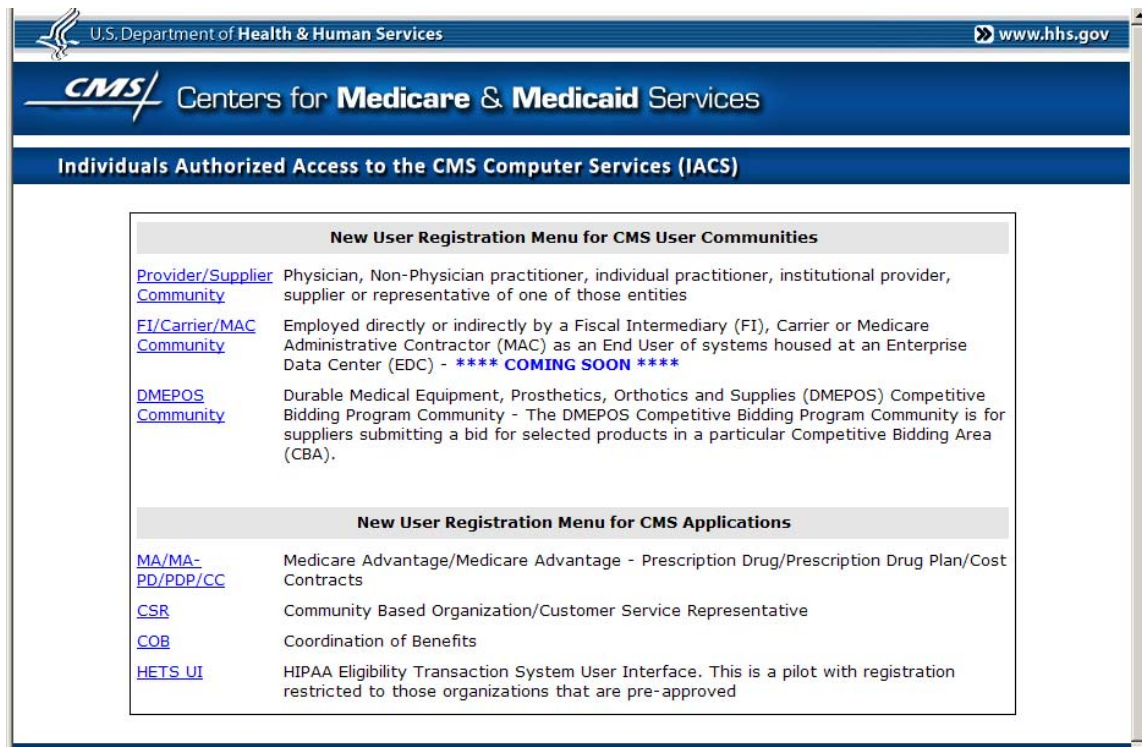 U.S. Department of Health & Human Services
www.hhs.gov
CMS Centers for Medicare & Medicaid Services
Individuals Authorized Access to the CMS Computer Services (IACS)
New User Registration Menu for CMS User Communities
Provider/Supplier Physician, Non-Physician practitioner, individual practitioner, institutional provider,
Community supplier or representative of one of those entities
FI/Carrier/MAC Employed directly or indirectly by a Fiscal Intermediary (FI), Carrier or Medicare
Community Administrative Contractor (MAC) as an End User of systems housed at an Enterprise
Data Center (EDC) - **** COMING SOON ****
DMEPOS Durable Medical Equipment, Prosthetics, Orthotics and Supplies (DMEPOS) Competitive
Community Bidding Program Community - The DMEPOS Competitive Bidding Program Community is for
suppliers submitting a bid for selected products in a particular Competitive Bidding Area
(CBA).
New User Registration Menu for CMS Applications
MA/MA- Medicare Advantage/Medicare Advantage - Prescription Drug/Prescription Drug Plan/Cost
PD/PDP/CC Contracts
CSR Community Based Organization/Customer Service Representative
COB Coordination of Benefits
HETS UI HIPAA Eligibility Transaction System User Interface. This is a pilot with registration
restricted to those organizations that are pre-approved